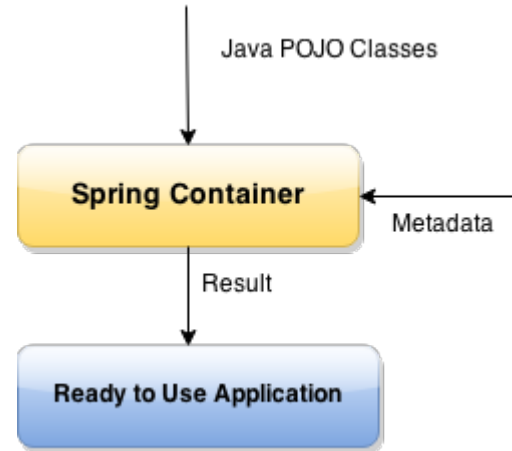 Java POJO Classes
Spring Container
Metadata
Result
Ready to Use Application